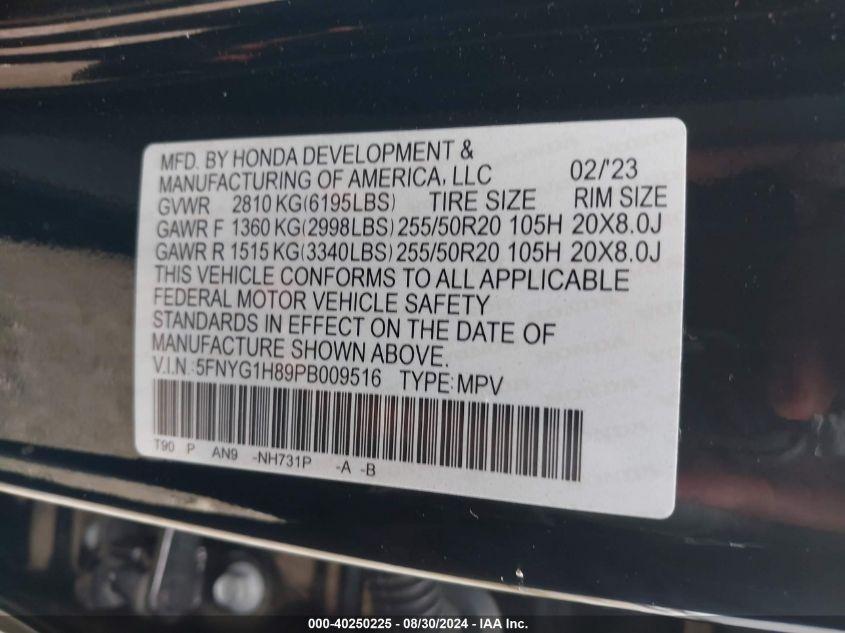 MFD. BY HONDA DEVELOPMENT &
MANUFACTURING OF AMERICA, LLC 02/'23
GVWR 2810 KG(6195LBS) TIRE SIZE RIM SIZE
GAWR F 1360 KG(2998LBS) 255/50R20 105H 20X8.0J
GAWR R 1515 KG(3340LBS) 255/50R20 105H 20X8.0J
THIS VEHICLE CONFORMS TO ALL APPLICABLE
FEDERAL MOTOR VEHICLE SAFETY
STANDARDS IN EFFECT ON THE DATE OF
MANUFACTURE SHOWN ABOVE.
V.I.N.:5FNYG1H89PB009516 TYPE:MPV
T90 P AN9 -NH731P -A -B
000-40250225 - 08/30/2024 - IAA Inc.